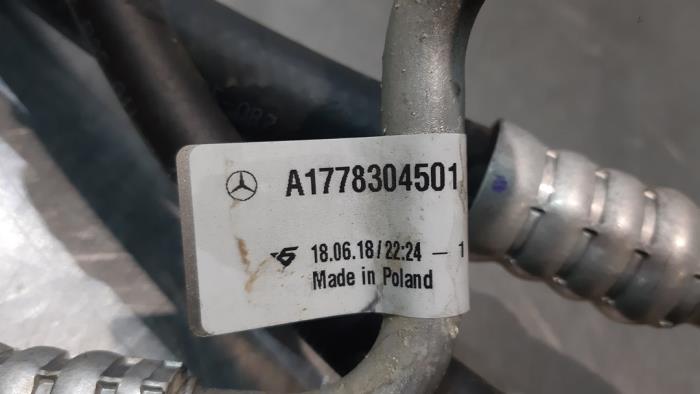 A1778304501
18.06.18/22:24 – 1
Made in Poland